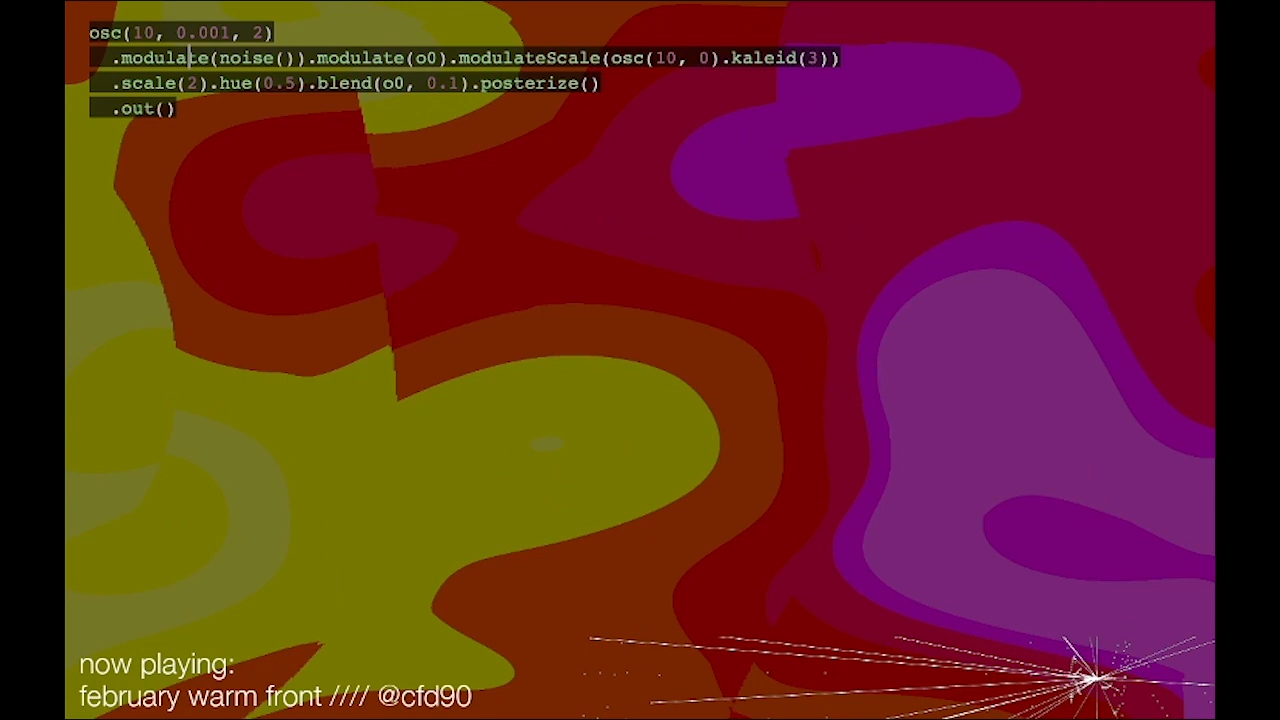 osc(10, 0.001, 2)
  .modulate(noise()).modulate(o0).modulateScale(osc(10, 0).kaleid(3))
  .scale(2).hue(0.5).blend(o0, 0.1).posterize()
  .out()
now playing:
february warm front //// @cfd90